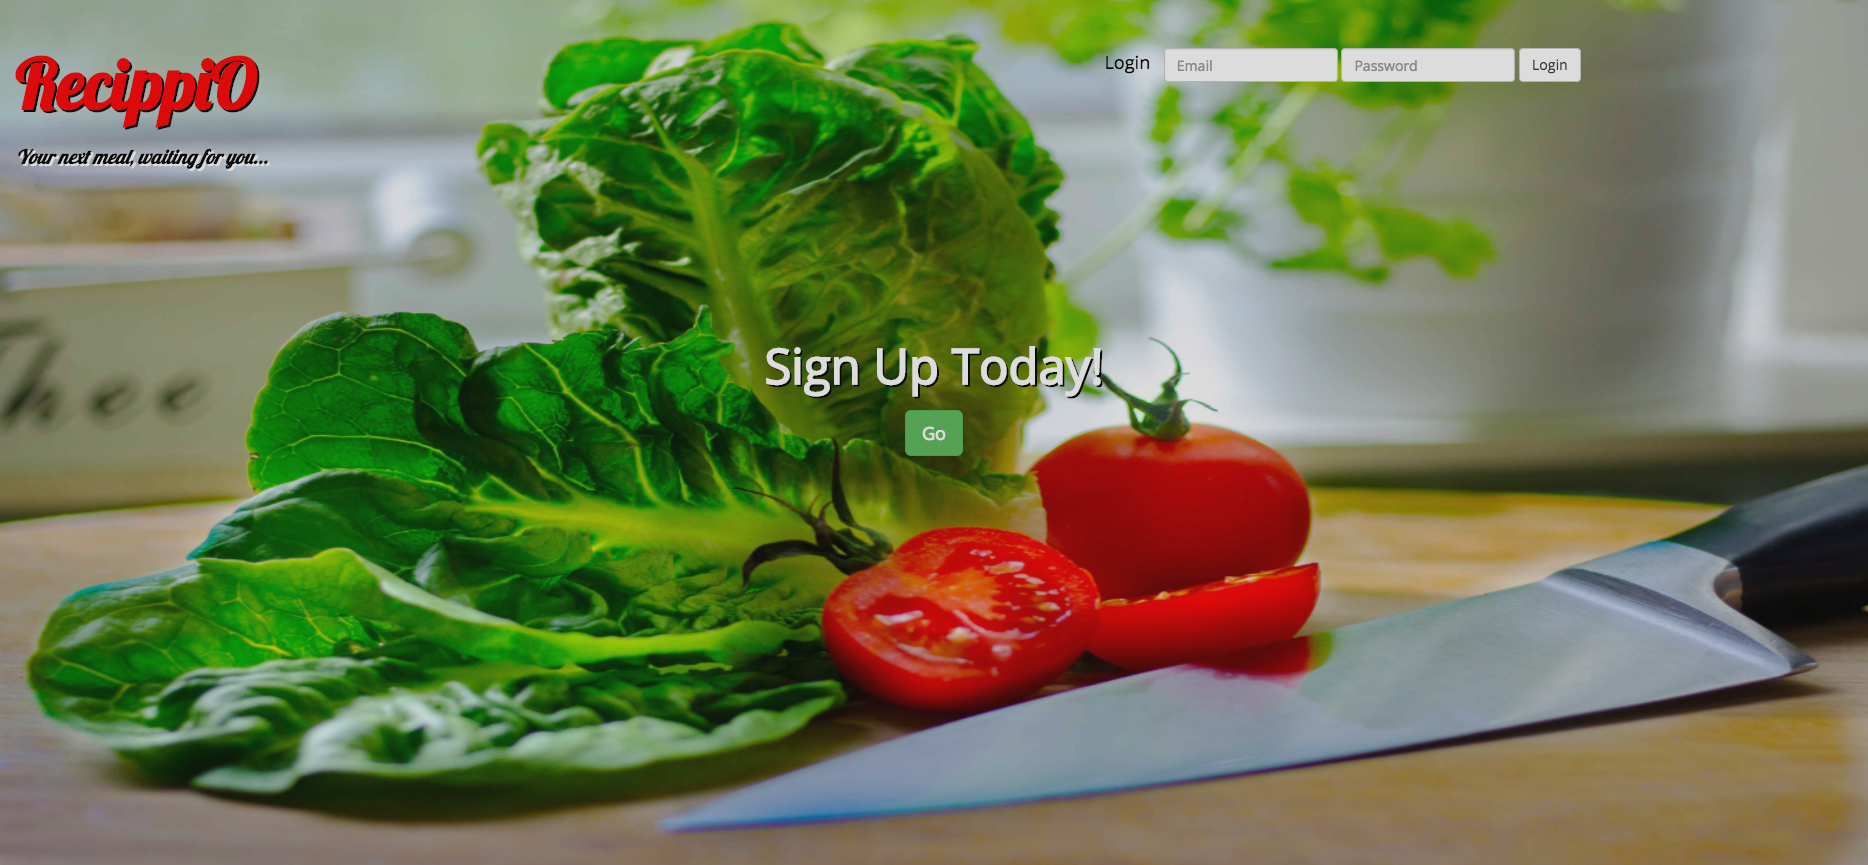 RecippiO
Your next meal, waiting for you...
Login Email Password Login
Sign Up Today!
Go